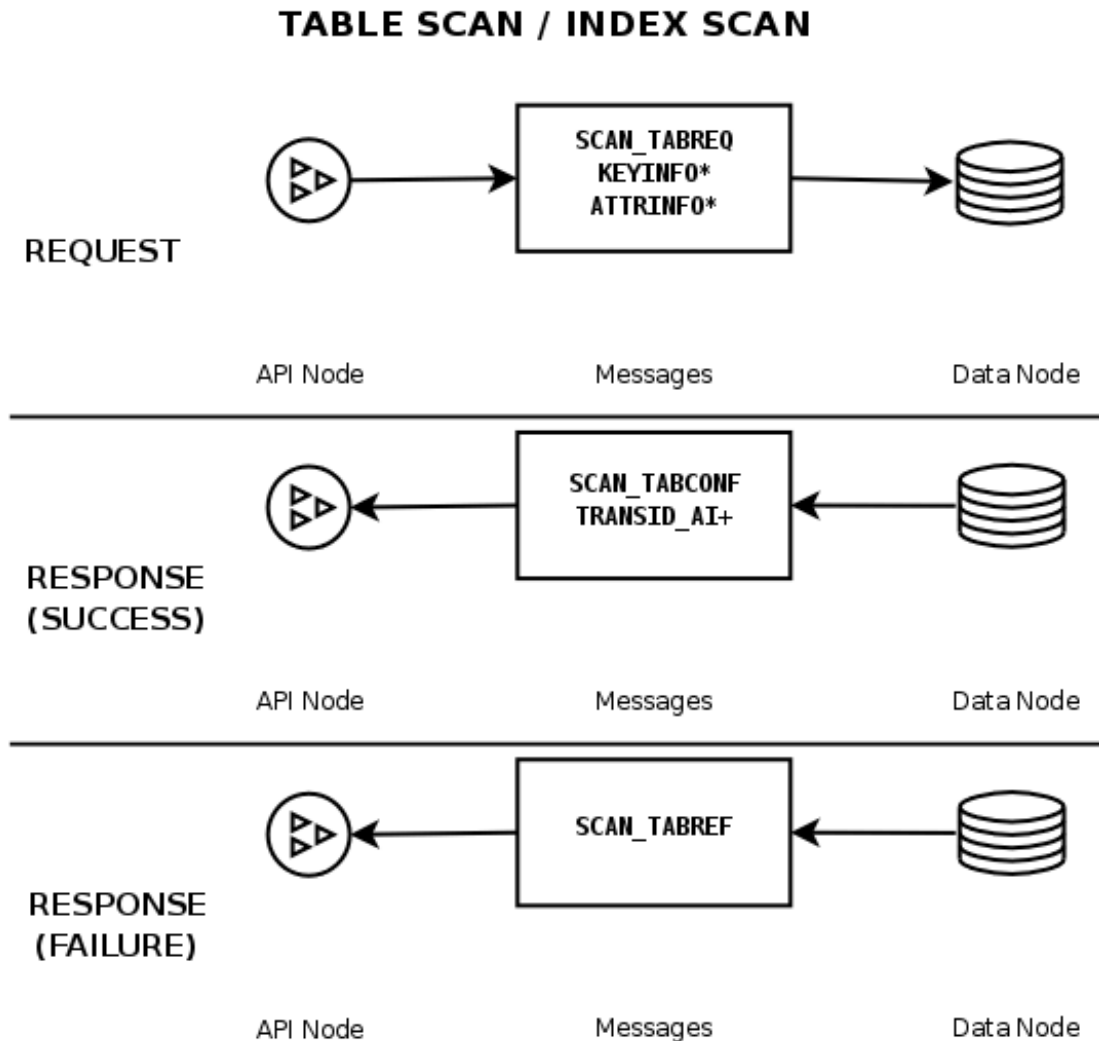 TABLE SCAN / INDEX SCAN
SCAN_TABREQ
KEYINFO*
ATTRINFO*
REQUEST
API Node
Messages
Data Node
SCAN_TABCONF
TRANSID_AI+
RESPONSE
(SUCCESS)
API Node
Messages
Data Node
SCAN_TABREF
RESPONSE
(FAILURE)
API Node
Messages
Data Node